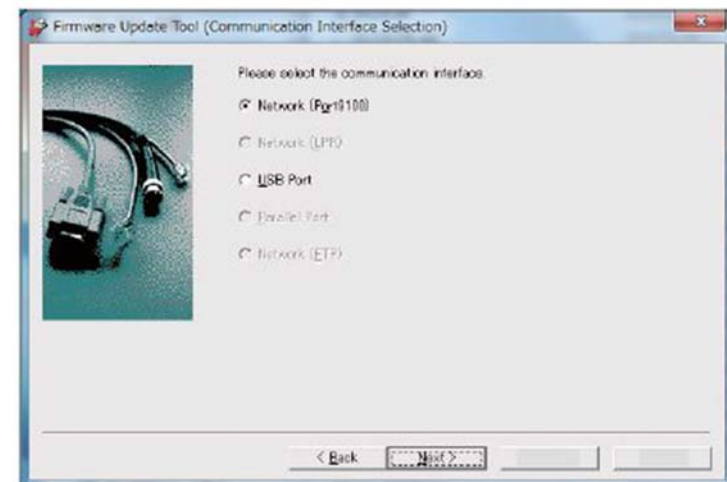 Firmware Update Tool (Communication Interface Selection)
Please select the communication interface.
Network (Port9100)
Network (LPR)
USB Port
Parallel Port
Network (FTP)
< Back
Next >